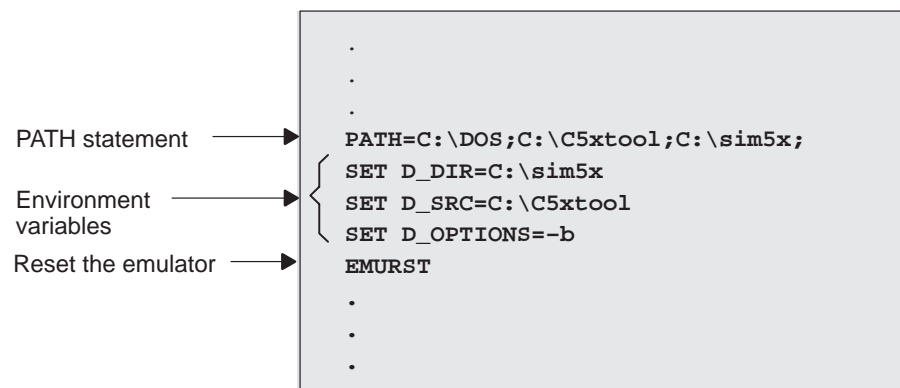 .
.
.
PATH statement PATH=C:\DOS;C:\C5xtool;C:\sim5x;
SET D_DIR=C:\sim5x
Environment SET D_SRC=C:\C5xtool
variables SET D_OPTIONS=–b
Reset the emulator EMURST
.
.
.